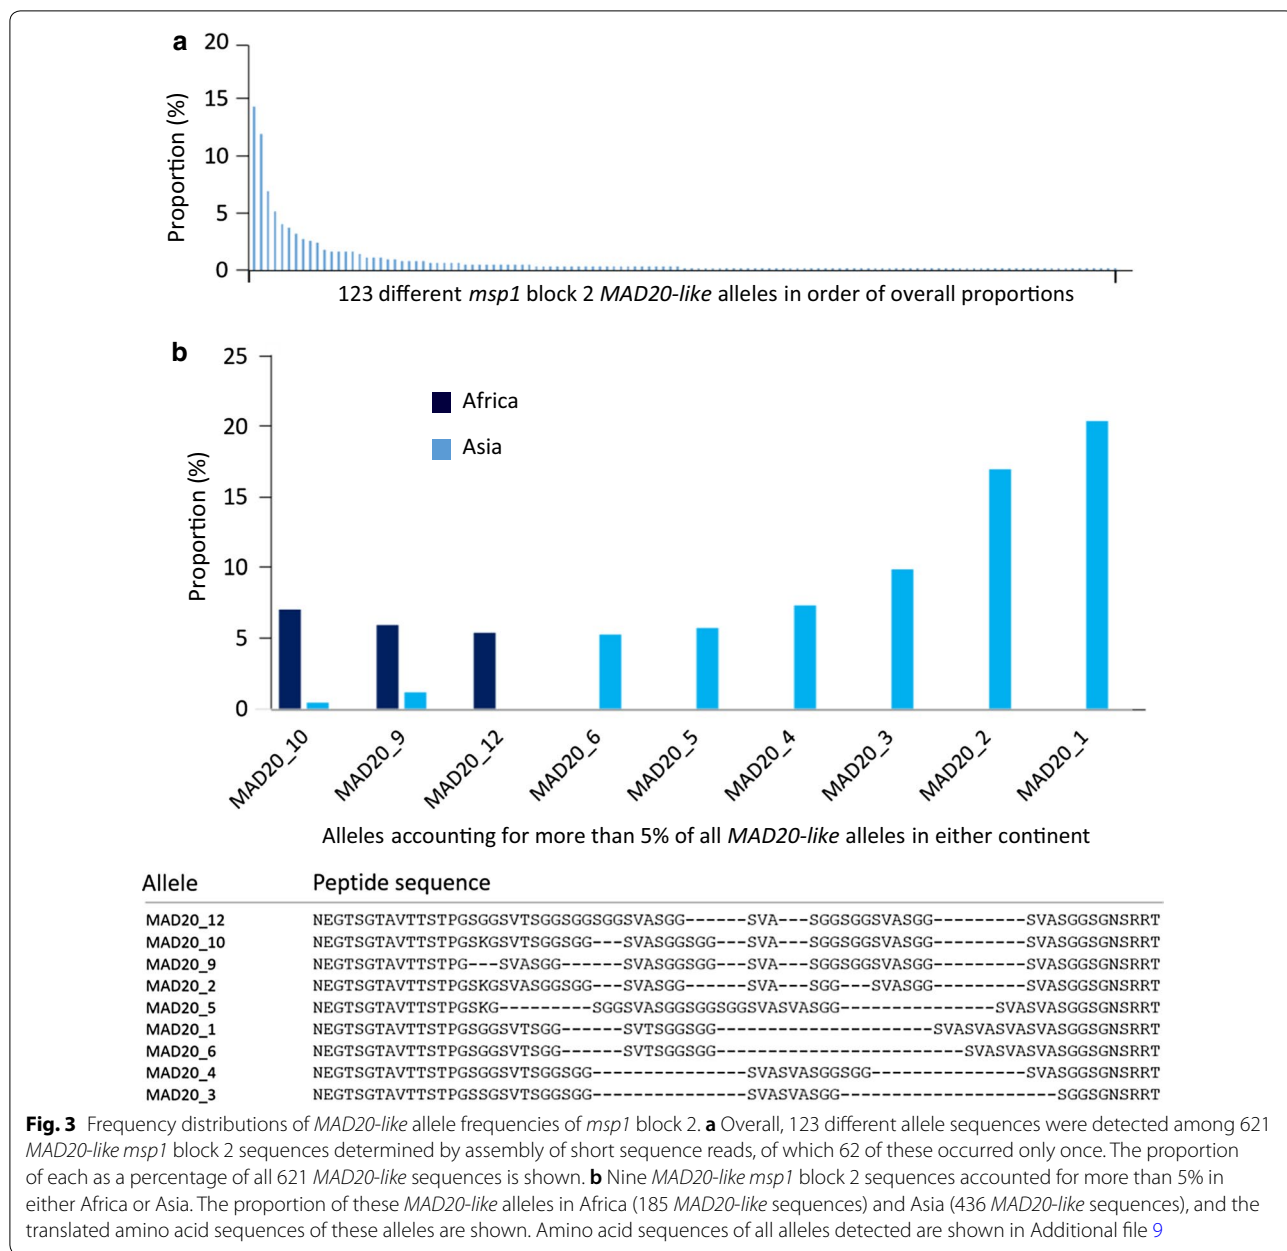 a
20
15
10
5
0
Proportion (%)
123 different msp1 block 2 MAD20-like alleles in order of overall proportions
b
25
20
15
10
5
0
Proportion (%)
Africa
Asia
MAD20_10
MAD20_9
MAD20_12
MAD20_6
MAD20_5
MAD20_4
MAD20_3
MAD20_2
MAD20_1
Alleles accounting for more than 5% of all MAD20-like alleles in either continent
Allele Peptide sequence
MAD20_12 NEGTSGTAVTTSTPGSGGSVTSGGSGGSGGSVASGG------SVA---SGGSGGSVASGG---------SVASGGSGNSRRT
MAD20_10 NEGTSGTAVTTSTPGSKGSVTSGGSGG---SVASGGSGG---SVA---SGGSGGSVASGG---------SVASGGSGNSRRT
MAD20_9 NEGTSGTAVTTSTPG---SVASGG------SVASGGSGG---SVA---SGGSGGSVASGG---------SVASGGSGNSRRT
MAD20_2 NEGTSGTAVTTSTPGSKGSVASGGSGG---SVASGG------SVA---SGG---SVASGG---------SVASGGSGNSRRT
MAD20_5 NEGTSGTAVTTSTPGSKG---------SGGSVASGGSGGSGGSVASVASGG---------------SVASVASGGSGNSRRT
MAD20_1 NEGTSGTAVTTSTPGSGGSVTSGG------SVTSGGSGG---------------------SVASVASVASVASGGSGNSRRT
MAD20_6 NEGTSGTAVTTSTPGSGGSVTSGG------SVTSGGSGG------------------------SVASVASVASGGSGNSRRT
MAD20_4 NEGTSGTAVTTSTPGSGGSVTSGGSGG---------------SVASVASGGSGG---------------SVASGGSGNSRRT
MAD20_3 NEGTSGTAVTTSTPGSSGSVTSGGSGG---------------SVASVASGG---------------------SGGSGNSRRT
Fig. 3 Frequency distributions of MAD20-like allele frequencies of msp1 block 2. a Overall, 123 different allele sequences were detected among 621
MAD20-like msp1 block 2 sequences determined by assembly of short sequence reads, of which 62 of these occurred only once. The proportion
of each as a percentage of all 621 MAD20-like sequences is shown. b Nine MAD20-like msp1 block 2 sequences accounted for more than 5% in
either Africa or Asia. The proportion of these MAD20-like alleles in Africa (185 MAD20-like sequences) and Asia (436 MAD20-like sequences), and the
translated amino acid sequences of these alleles are shown. Amino acid sequences of all alleles detected are shown in Additional file 9